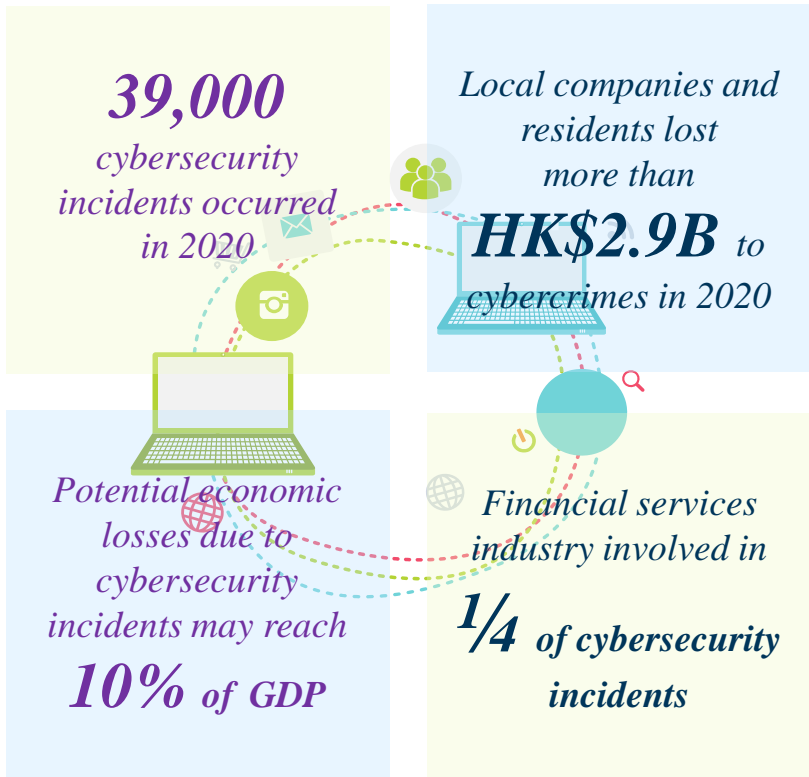 39,000
cybersecurity
incidents occurred
in 2020
Local companies and
residents lost
more than
HK$2.9B to
cybercrimes in 2020
Potential economic
losses due to
cybersecurity
incidents may reach
10% of GDP
Financial services
industry involved in
¼ of cybersecurity
incidents